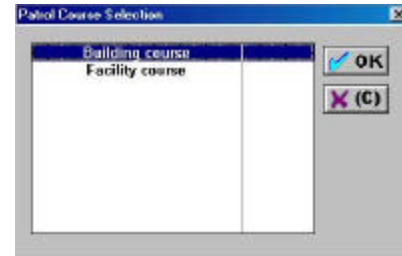 Patrol Course Selection
Building course
Facility course
OK
(C)